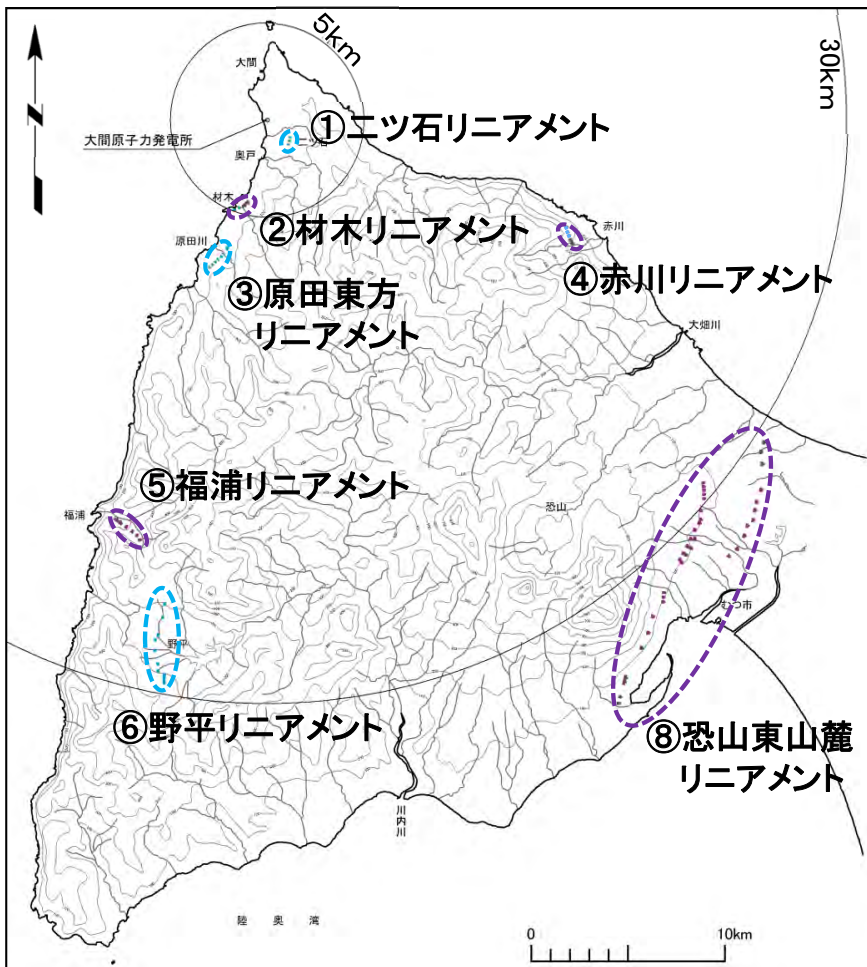 N
大間
5km
30km
大間原子力発電所
二ツ石
①二ツ石リニアメント
奥戸
材木
②材木リニアメント
赤川
原田川
③原田東方
リニアメント
④赤川リニアメント
大畑川
⑤福浦リニアメント
福浦
恐山
むつ市
野平
⑥野平リニアメント
⑧恐山東山麓
リニアメント
川内川
陸奥湾
0
10km